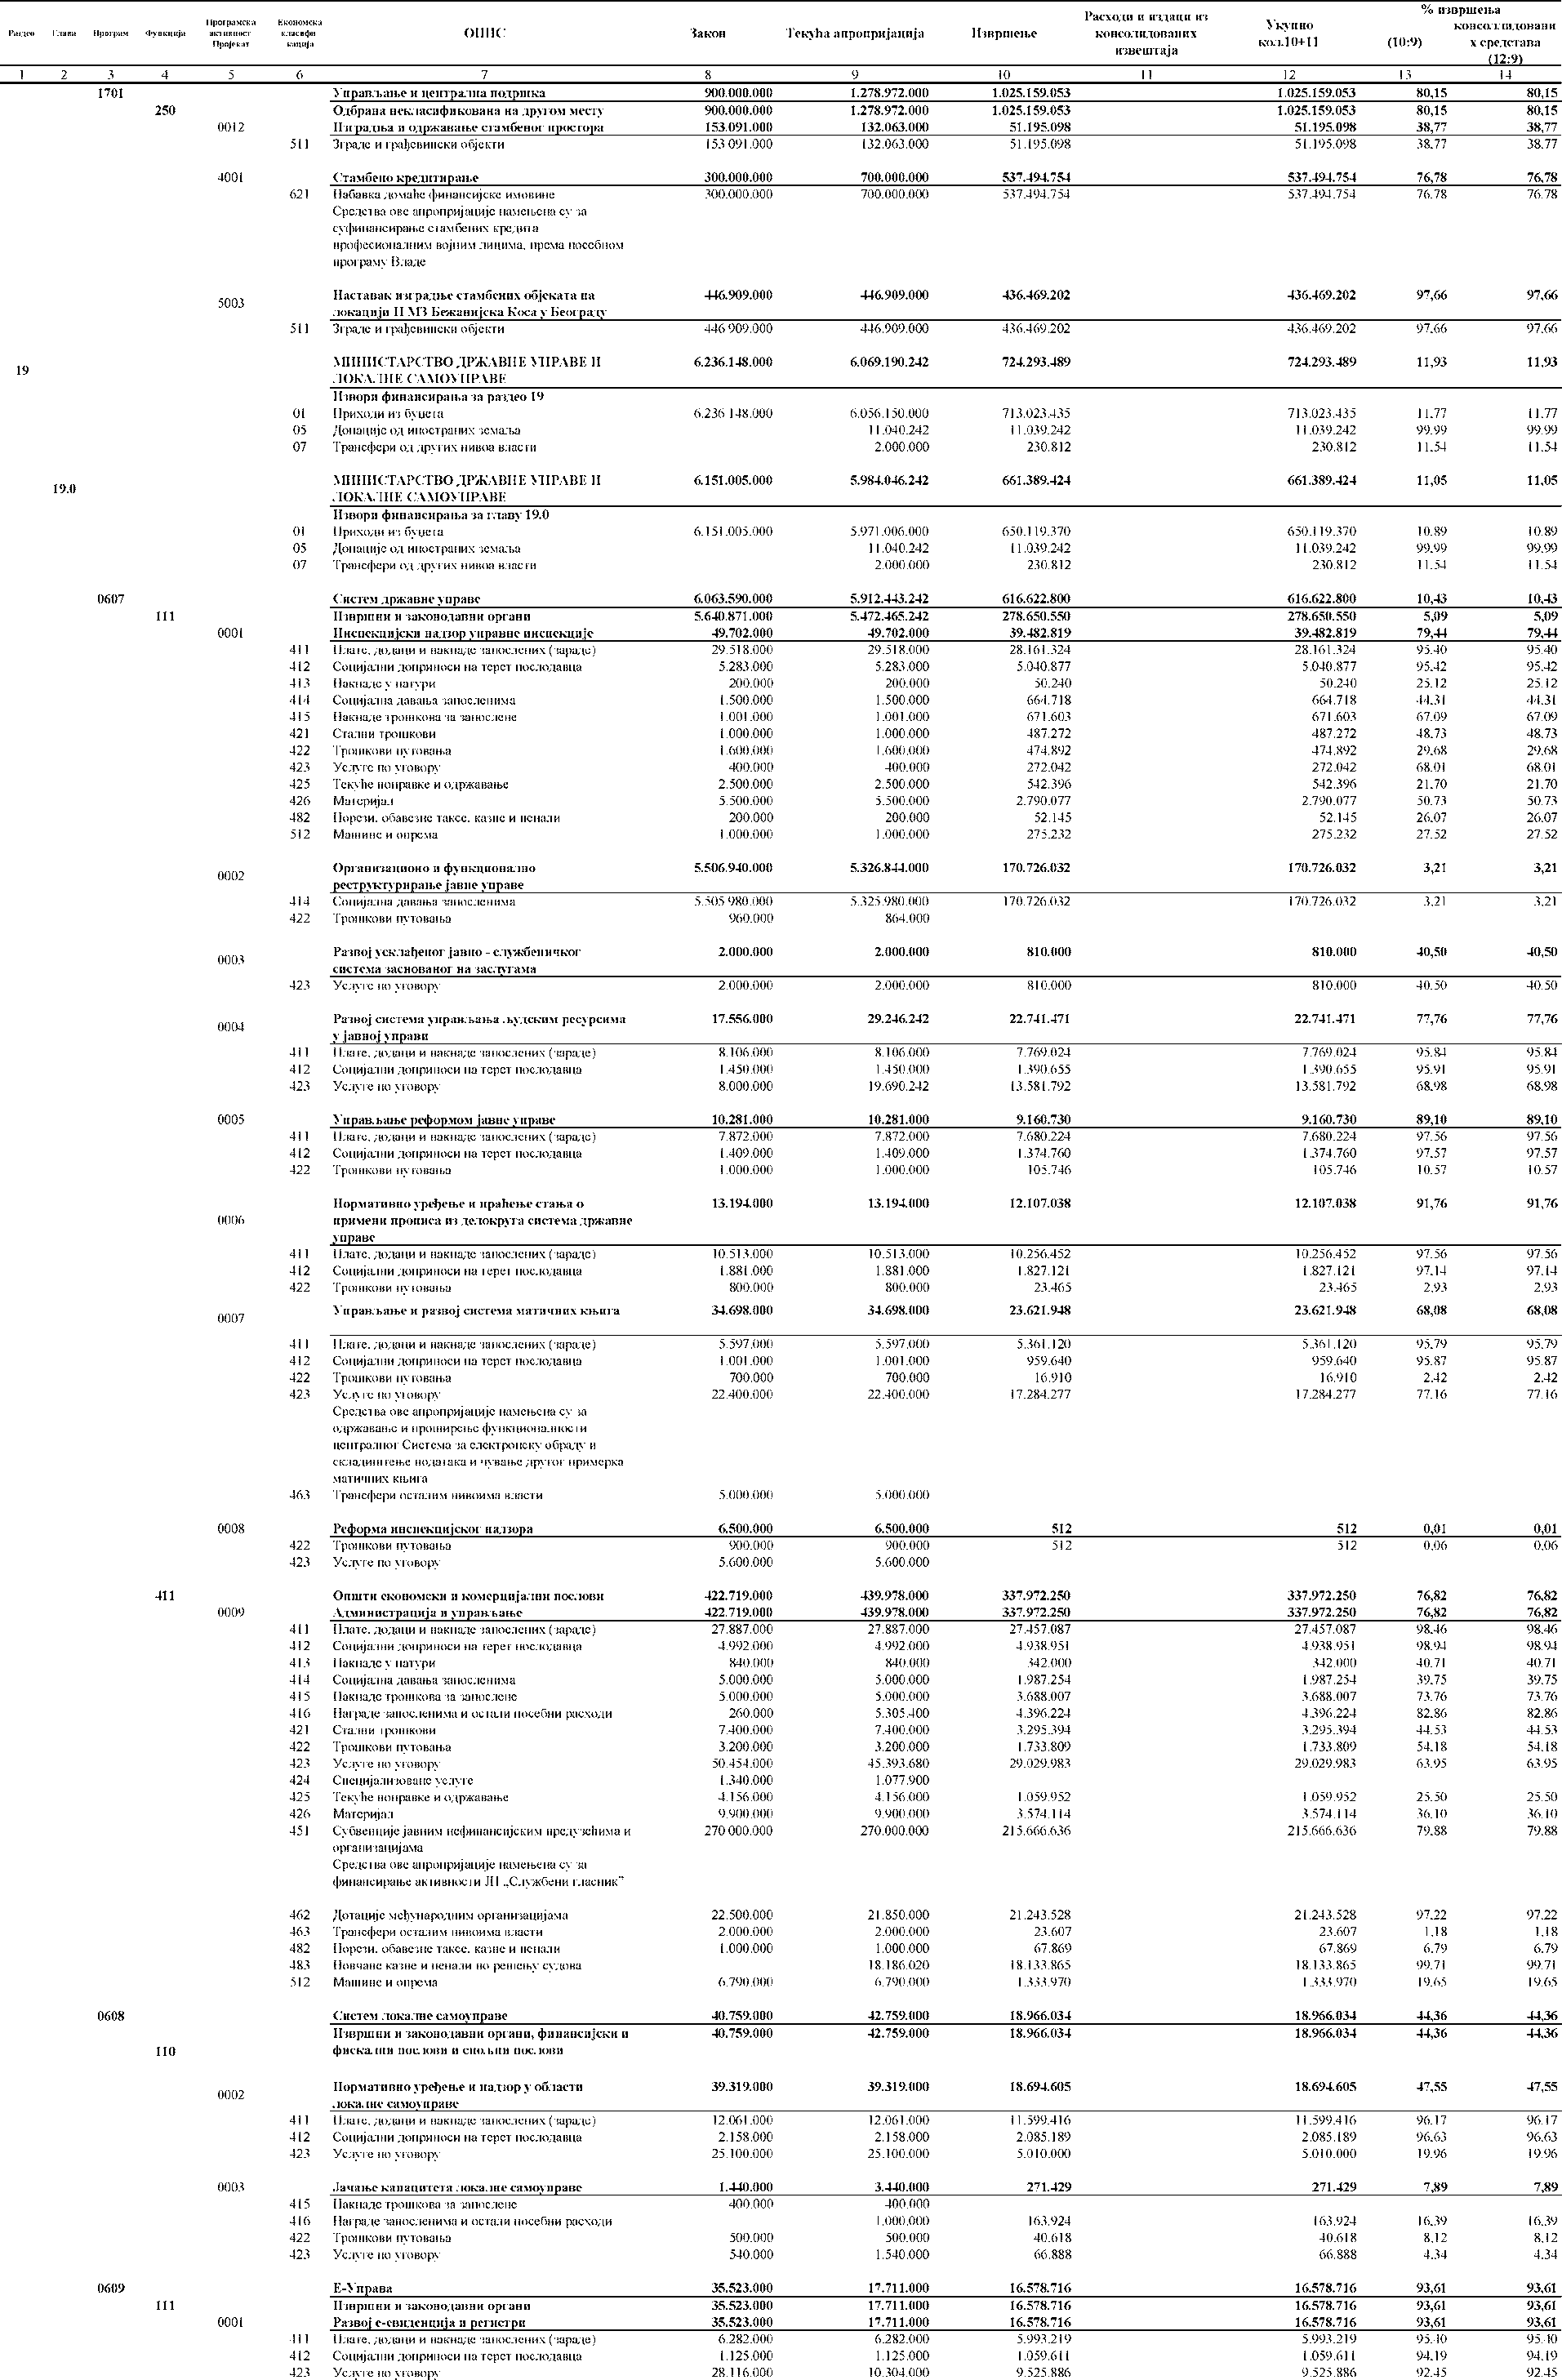 Раздео Глава Програм Функција Програмска активност Пројекат Економска класификација ОПИС Закон Текућа апропријација Извршење Расходи и издаци из консолидованих извештаја Укупно кол.10+11 % извршења (10:9) консоллидованих средстава (12:9)
1 2 3 4 5 6 7 8 9 10 11 12 13 14
1701 Управљање и централна подршка 900.000.000 1.278.972.000 1.025.159.053 1.025.159.053 80,15 80,15
250 Одбрана некласификована на другом месту 900.000.000 1.278.972.000 1.025.159.053 1.025.159.053 80,15 80,15
0012 Изградња и одржавање стамбеног простора 153.091.000 132.063.000 51.195.098 51.195.098 38,77 38,77
511 Зграде и грађевински објекти 153.091.000 132.063.000 51.195.098 51.195.098 38,77 38,77
4001 Стамбено кредитирање 300.000.000 700.000.000 537.494.754 537.494.754 76,78 76,78
621 Набавка домаће финансијске имовине 300.000.000 700.000.000 537.494.754 537.494.754 76,78 76,78
Средства ове апропријације намењена су за
суфинансирање стамбених кредита
професионалним војним лицима, према посебном
програму Владе
5003 Наставак изградње стамбених објеката на 446.909.000 446.909.000 436.469.202 436.469.202 97,66 97,66
локацији II МЗ Бежанијска Коса у Београду
511 Зграде и грађевински објекти 446.909.000 446.909.000 436.469.202 436.469.202 97,66 97,66
19 МИНИСТАРСТВО ДРЖАВНЕ УПРАВЕ И 6.236.148.000 6.069.190.242 724.293.489 724.293.489 11,93 11,93
ЛОКАЛНЕ САМОУПРАВЕ
Извори финансирања за раздео 19
01 Приходи из буџета 6.236.148.000 6.056.150.000 713.023.435 713.023.435 11,77 11,77
05 Донације од иностраних земаља 11.040.242 11.039.242 11.039.242 99,99 99,99
07 Трансфери од других нивоа власти 2.000.000 230.812 230.812 11,54 11,54
19.0 МИНИСТАРСТВО ДРЖАВНЕ УПРАВЕ И 6.151.005.000 5.984.046.242 661.389.424 661.389.424 11,05 11,05
ЛОКАЛНЕ САМОУПРАВЕ
Извори финансирања за главу 19.0
01 Приходи из буџета 6.151.005.000 5.971.006.000 650.119.370 650.119.370 10,89 10,89
05 Донације од иностраних земаља 11.040.242 11.039.242 11.039.242 99,99 99,99
07 Трансфери од других нивоа власти 2.000.000 230.812 230.812 11,54 11,54
0607 Систем државне управе 6.063.590.000 5.912.443.242 616.622.800 616.622.800 10,43 10,43
111 Извршни и законодавни органи 5.640.871.000 5.472.465.242 278.650.550 278.650.550 5,09 5,09
0001 Инспекцијски надзор управне инспекције 49.702.000 49.702.000 39.482.819 39.482.819 79,44 79,44
411 Плате, додаци и накнаде запослених (зараде) 29.518.000 29.518.000 28.161.324 28.161.324 95,40 95,40
412 Социјални доприноси на терет послодавца 5.283.000 5.283.000 5.040.877 5.040.877 95,42 95,42
413 Накнаде у натури 200.000 200.000 50.240 50.240 25,12 25,12
414 Социјална давања запосленима 1.500.000 1.500.000 664.718 664.718 44,31 44,31
415 Накнаде трошкова за запослене 1.001.000 1.001.000 671.603 671.603 67,09 67,09
421 Стални трошкови 1.000.000 1.000.000 487.272 487.272 48,73 48,73
422 Трошкови путовања 1.600.000 1.600.000 474.892 474.892 29,68 29,68
423 Услуге по уговору 400.000 400.000 272.042 272.042 68,01 68,01
425 Текуће поправке и одржавање 2.500.000 2.500.000 542.396 542.396 21,70 21,70
426 Материјал 5.500.000 5.500.000 2.790.077 2.790.077 50,73 50,73
482 Порези, обавезне таксе, казне и пенали 200.000 200.000 52.145 52.145 26,07 26,07
512 Машине и опрема 1.000.000 1.000.000 275.232 275.232 27,52 27,52
0002 Организационо и функционално 5.506.940.000 5.326.844.000 170.726.032 170.726.032 3,21 3,21
реструктурирање јавне управе
414 Социјална давања запосленима 5.505.980.000 5.325.980.000 170.726.032 170.726.032 3,21 3,21
422 Трошкови путовања 960.000 864.000
0003 Развој усклађеног јавно - службеничког 2.000.000 2.000.000 810.000 810.000 40,50 40,50
система заснованог на заслугама
423 Услуге по уговору 2.000.000 2.000.000 810.000 810.000 40,50 40,50
0004 Развој система управљања људским ресурсима 17.556.000 29.246.242 22.741.471 22.741.471 77,76 77,76
у јавној управи
411 Плате, додаци и накнаде запослених (зараде) 8.106.000 8.106.000 7.769.024 7.769.024 95,84 95,84
412 Социјални доприноси на терет послодавца 1.450.000 1.450.000 1.390.655 1.390.655 95,91 95,91
423 Услуге по уговору 8.000.000 19.690.242 13.581.792 13.581.792 68,98 68,98
0005 Управљање реформом јавне управе 10.281.000 10.281.000 9.160.730 9.160.730 89,10 89,10
411 Плате, додаци и накнаде запослених (зараде) 7.872.000 7.872.000 7.680.224 7.680.224 97,56 97,56
412 Социјални доприноси на терет послодавца 1.409.000 1.409.000 1.374.760 1.374.760 97,57 97,57
422 Трошкови путовања 1.000.000 1.000.000 105.746 105.746 10,57 10,57
0006 Нормативно уређење и праћење стања о 13.194.000 13.194.000 12.107.038 12.107.038 91,76 91,76
примени прописа из делокруга система државне
управе
411 Плате, додаци и накнаде запослених (зараде) 10.513.000 10.513.000 10.256.452 10.256.452 97,56 97,56
412 Социјални доприноси на терет послодавца 1.881.000 1.881.000 1.827.121 1.827.121 97,14 97,14
422 Трошкови путовања 800.000 800.000 23.465 23.465 2,93 2,93
0007 Управљање и развој система матичних књига 34.698.000 34.698.000 23.621.948 23.621.948 68,08 68,08
411 Плате, додаци и накнаде запослених (зараде) 5.597.000 5.597.000 5.361.120 5.361.120 95,79 95,79
412 Социјални доприноси на терет послодавца 1.001.000 1.001.000 959.640 959.640 95,87 95,87
422 Трошкови путовања 700.000 700.000 16.910 16.910 2,42 2,42
423 Услуге по уговору 22.400.000 22.400.000 17.284.277 17.284.277 77,16 77,16
Средства ове апропријације намењена су за
одржавање и проширење функционалности
централног Система за електронску обраду и
складиштење података и чување другог примерка
матичних књига
463 Трансфери осталим нивоима власти 5.000.000 5.000.000
0008 Реформа инспекцијског надзора 6.500.000 6.500.000 512 512 0,01 0,01
422 Трошкови путовања 900.000 900.000 512 512 0,06 0,06
423 Услуге по уговору 5.600.000 5.600.000
411 Општи економски и комерцијални послови 422.719.000 439.978.000 337.972.250 337.972.250 76,82 76,82
0009 Администрација и управљање 422.719.000 439.978.000 337.972.250 337.972.250 76,82 76,82
411 Плате, додаци и накнаде запослених (зараде) 27.887.000 27.887.000 27.457.087 27.457.087 98,46 98,46
412 Социјални доприноси на терет послодавца 4.992.000 4.992.000 4.938.951 4.938.951 98,94 98,94
413 Накнаде у натури 840.000 840.000 342.000 342.000 40,71 40,71
414 Социјална давања запосленима 5.000.000 5.000.000 1.987.254 1.987.254 39,75 39,75
415 Накнаде трошкова за запослене 5.000.000 5.000.000 3.688.007 3.688.007 73,76 73,76
416 Награде запосленима и остали посебни расходи 260.000 5.305.400 4.396.224 4.396.224 82,86 82,86
421 Стални трошкови 7.400.000 7.400.000 3.295.394 3.295.394 44,53 44,53
422 Трошкови путовања 3.200.000 3.200.000 1.733.809 1.733.809 54,18 54,18
423 Услуге по уговору 50.454.000 45.393.680 29.029.983 29.029.983 63,95 63,95
424 Специјализоване услуге 1.340.000 1.077.900
425 Текуће поправке и одржавање 4.156.000 4.156.000 1.059.952 1.059.952 25,50 25,50
426 Материјал 9.900.000 9.900.000 3.574.114 3.574.114 36,10 36,10
451 Субвенције јавним нефинансијским предузећима и 270.000.000 270.000.000 215.666.636 215.666.636 79,88 79,88
организацијама
Средства ове апропријације намењена су за
финансирање активности ЈП „Службени гласник”
462 Дотације међународним организацијама 22.500.000 21.850.000 21.243.528 21.243.528 97,22 97,22
463 Трансфери осталим нивоима власти 2.000.000 2.000.000 23.607 23.607 1,18 1,18
482 Порези, обавезне таксе, казне и пенали 1.000.000 1.000.000 67.869 67.869 6,79 6,79
483 Новчане казне и пенали по решењу судова 18.186.020 18.133.865 18.133.865 99,71 99,71
512 Машине и опрема 6.790.000 6.790.000 1.333.970 1.333.970 19,65 19,65
0608 Систем локалне самоуправе 40.759.000 42.759.000 18.966.034 18.966.034 44,36 44,36
110 Извршни и законодавни органи, финансијски и 40.759.000 42.759.000 18.966.034 18.966.034 44,36 44,36
фискални послови и спољни послови
0002 Нормативно уређење и надзор у области 39.319.000 39.319.000 18.694.605 18.694.605 47,55 47,55
локалне самоуправе
411 Плате, додаци и накнаде запослених (зараде) 12.061.000 12.061.000 11.599.416 11.599.416 96,17 96,17
412 Социјални доприноси на терет послодавца 2.158.000 2.158.000 2.085.189 2.085.189 96,63 96,63
423 Услуге по уговору 25.100.000 25.100.000 5.010.000 5.010.000 19,96 19,96
0003 Јачање капацитета локалне самоуправе 1.440.000 3.440.000 271.429 271.429 7,89 7,89
415 Накнаде трошкова за запослене 400.000 400.000
416 Награде запосленима и остали посебни расходи 1.000.000 163.924 163.924 16,39 16,39
422 Трошкови путовања 500.000 500.000 40.618 40.618 8,12 8,12
423 Услуге по уговору 540.000 1.540.000 66.888 66.888 4,34 4,34
0609 Е-Управа 35.523.000 17.711.000 16.578.716 16.578.716 93,61 93,61
111 Извршни и законодавни органи 35.523.000 17.711.000 16.578.716 16.578.716 93,61 93,61
0001 Развој е-евиденција и регистри 35.523.000 17.711.000 16.578.716 16.578.716 93,61 93,61
411 Плате, додаци и накнаде запослених (зараде) 6.282.000 6.282.000 5.993.219 5.993.219 95,40 95,40
412 Социјални доприноси на терет послодавца 1.125.000 1.125.000 1.059.611 1.059.611 94,19 94,19
423 Услуге по уговору 28.116.000 10.304.000 9.525.886 9.525.886 92,45 92,45